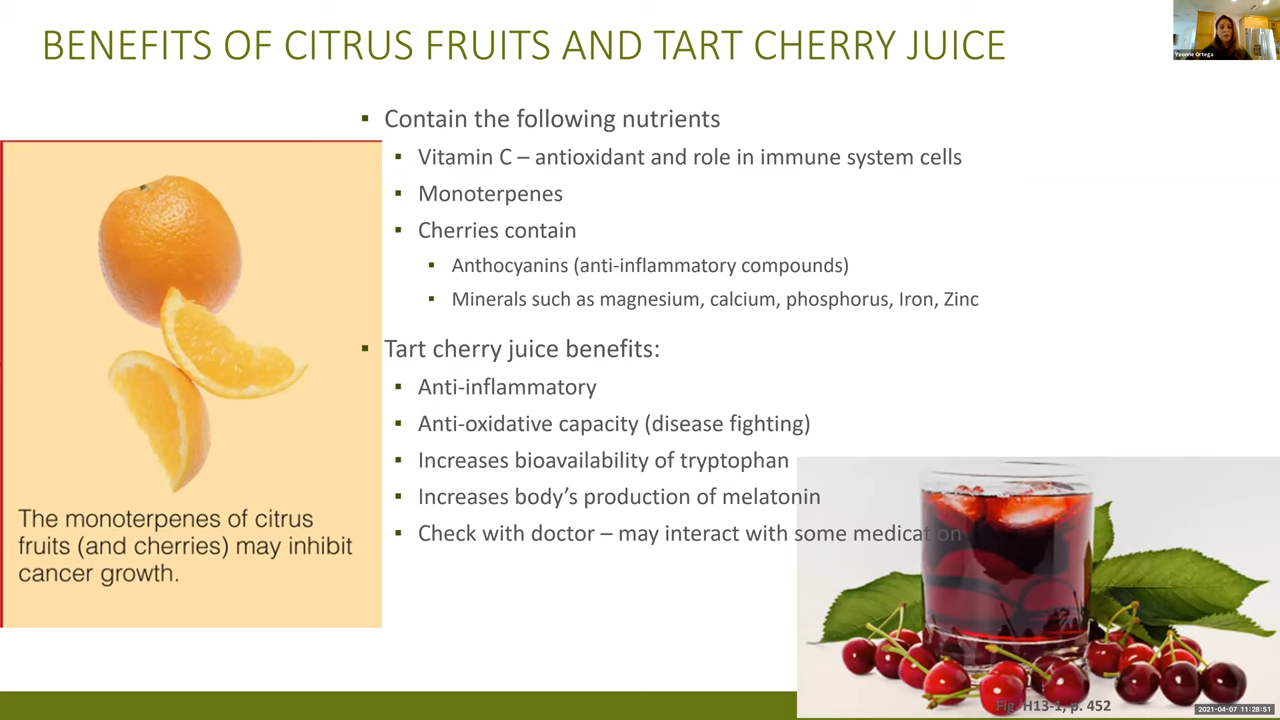 BENEFITS OF CITRUS FRUITS AND TART CHERRY JUICE
Yvonne Ortega
Contain the following nutrients
Vitamin C – antioxidant and role in immune system cells
Monoterpenes
Cherries contain
Anthocyanins (anti-inflammatory compounds)
Minerals such as magnesium, calcium, phosphorus, Iron, Zinc
Tart cherry juice benefits:
Anti-inflammatory
Anti-oxidative capacity (disease fighting)
Increases bioavailability of tryptophan
Increases body’s production of melatonin
Check with doctor – may interact with some medication
The monoterpenes of citrus
fruits (and cherries) may inhibit
cancer growth.
Fig. H13-1, p. 452
2021-04-07 11:28:51